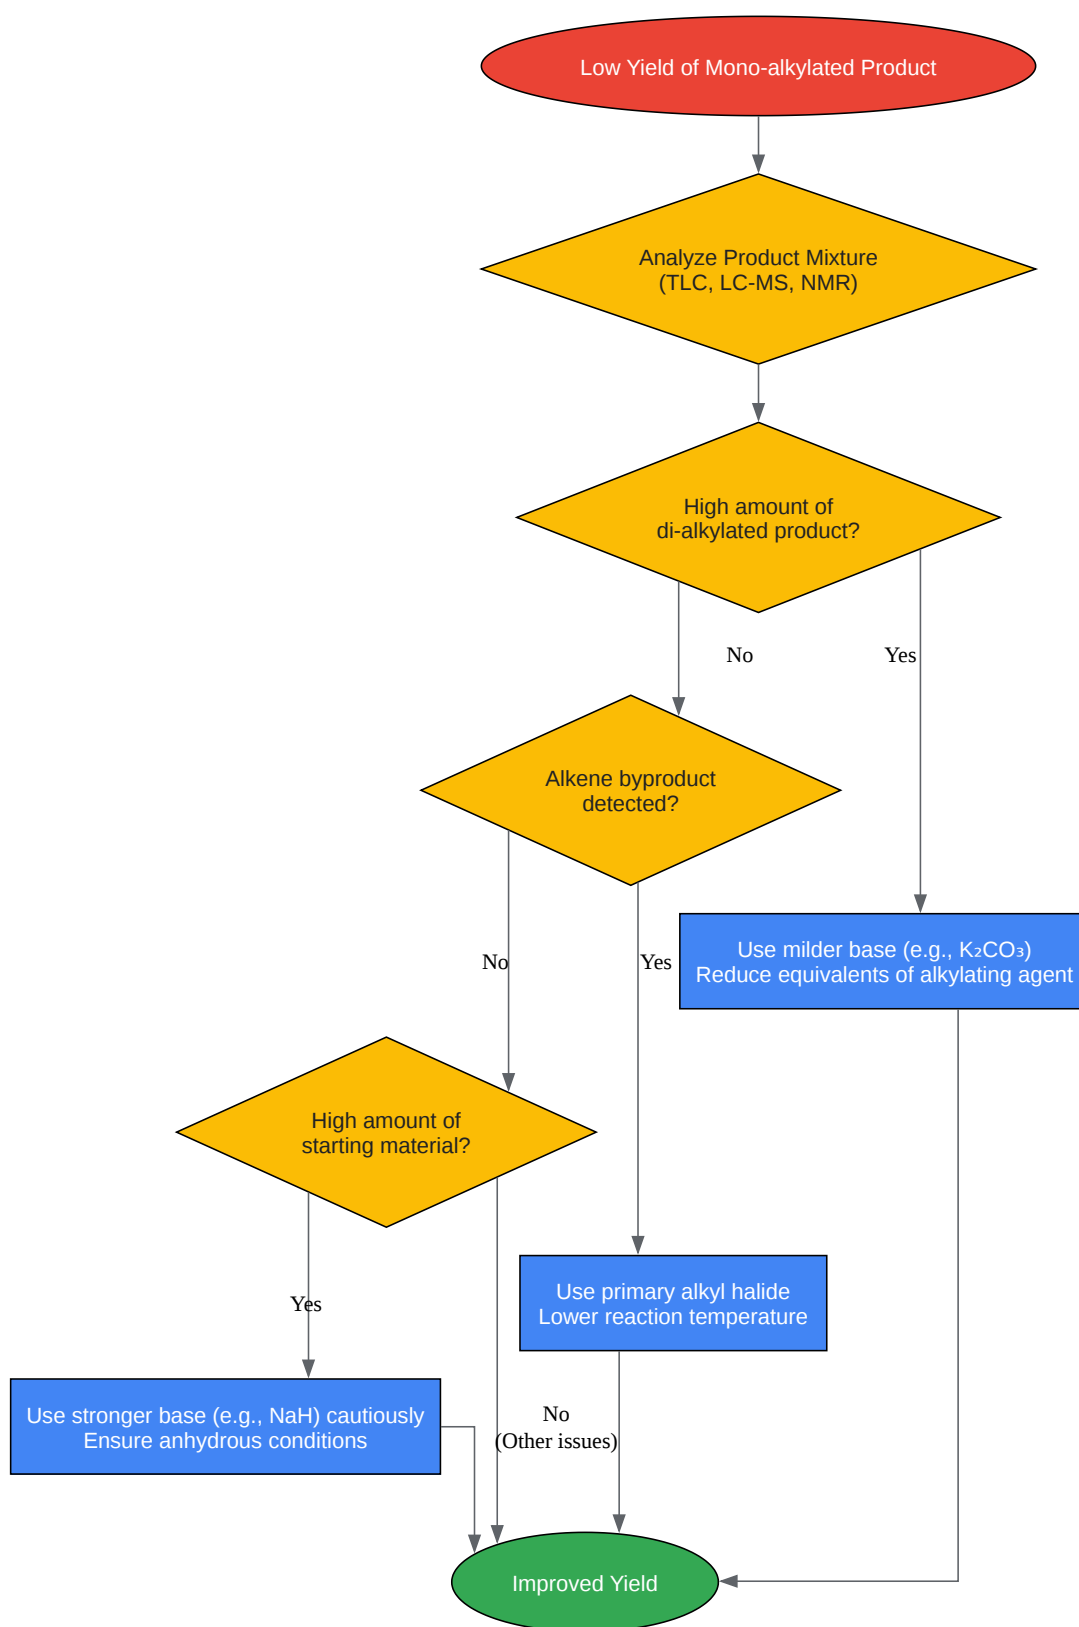 Low Yield of Mono-alkylated Product
Analyze Product Mixture
(TLC, LC-MS, NMR)
High amount of
di-alkylated product?
No
Yes
Alkene byproduct
detected?
Use milder base (e.g., K₂CO₃)
Reduce equivalents of alkylating agent
No
Yes
High amount of
starting material?
Use primary alkyl halide
Lower reaction temperature
Yes
Use stronger base (e.g., NaH) cautiously
Ensure anhydrous conditions
No
(Other issues)
Improved Yield